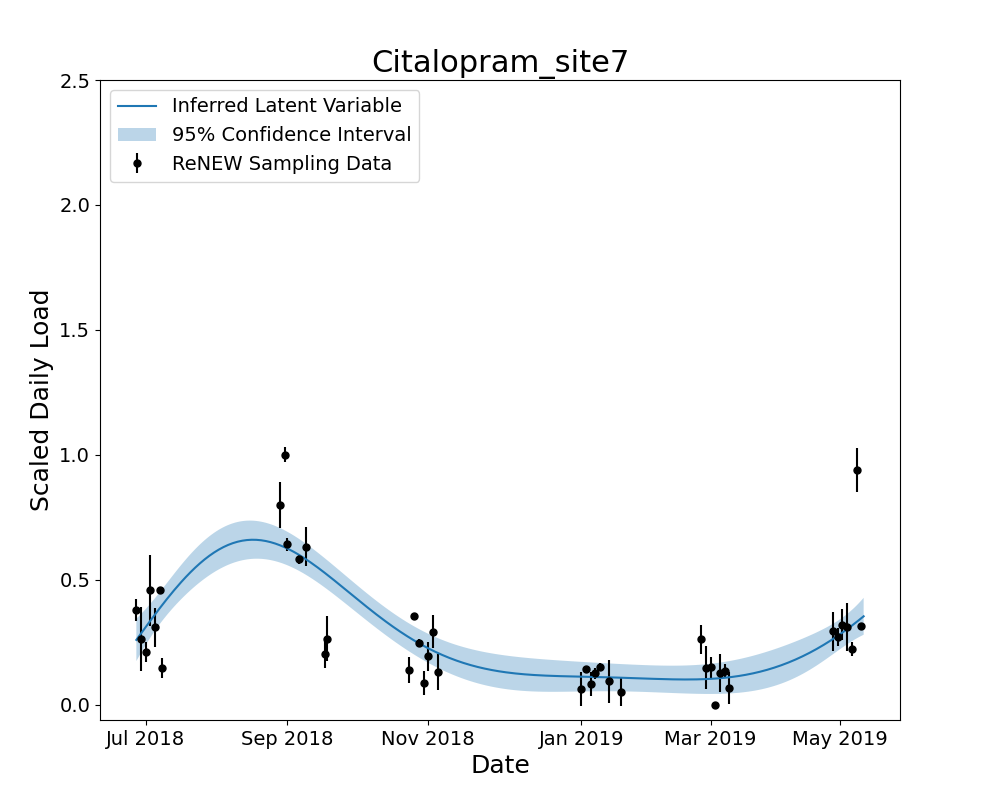 Citalopram_site7
Inferred Latent Variable
95% Confidence Interval
ReNEW Sampling Data
Scaled Daily Load
2.5
2.0
1.5
1.0
0.5
0.0
Jul 2018 Sep 2018 Nov 2018 Jan 2019 Mar 2019 May 2019
Date